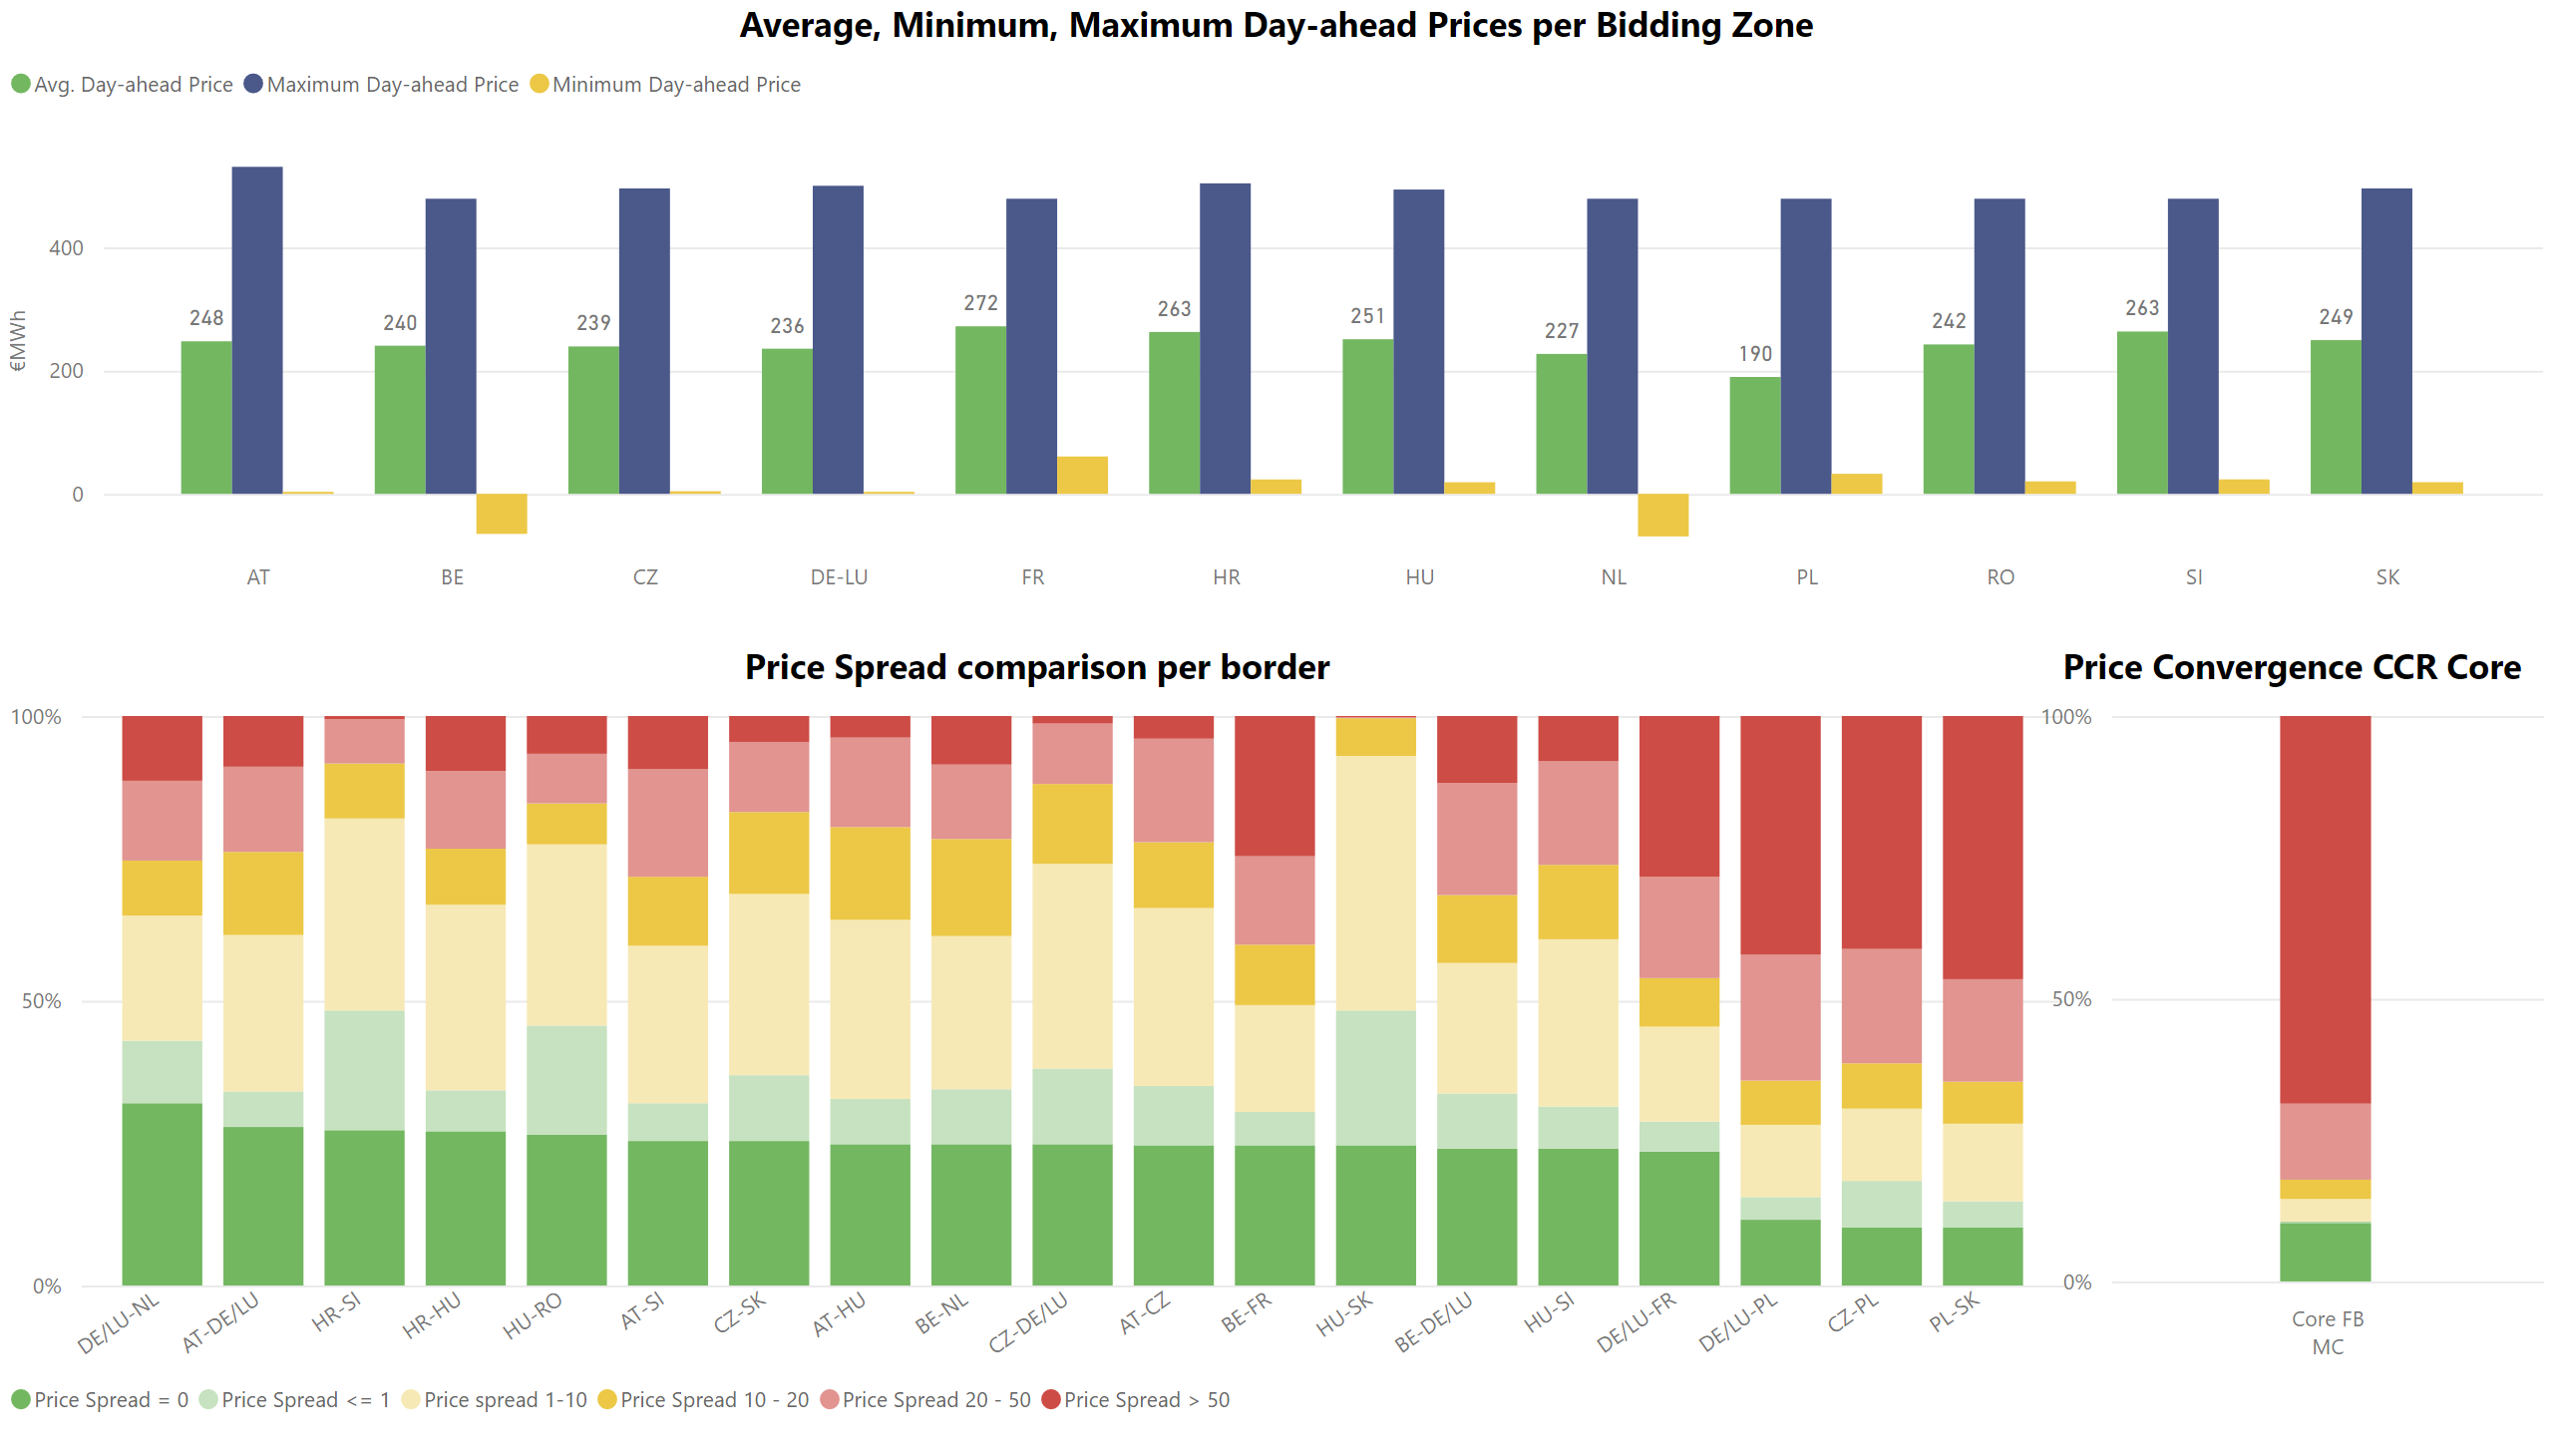 Average, Minimum, Maximum Day-ahead Prices per Bidding Zone
Avg. Day-ahead Price Maximum Day-ahead Price Minimum Day-ahead Price
€MWh
400
200
0
248 240 239 236 272 263 251 227 190 242 263 249
AT BE CZ DE-LU FR HR HU NL PL RO SI SK
Price Spread comparison per border
100%
50%
0%
DE/LU-NL AT-DE/LU HR-SI HR-HU HU-RO AT-SI CZ-SK AT-HU BE-NL CZ-DE/LU AT-CZ BE-FR HU-SK BE-DE/LU HU-SI DE/LU-FR DE/LU-PL CZ-PL PL-SK
Price Spread = 0 Price Spread <= 1 Price spread 1-10 Price Spread 10 - 20 Price Spread 20 - 50 Price Spread > 50
Price Convergence CCR Core
100%
50%
0%
Core FB
MC